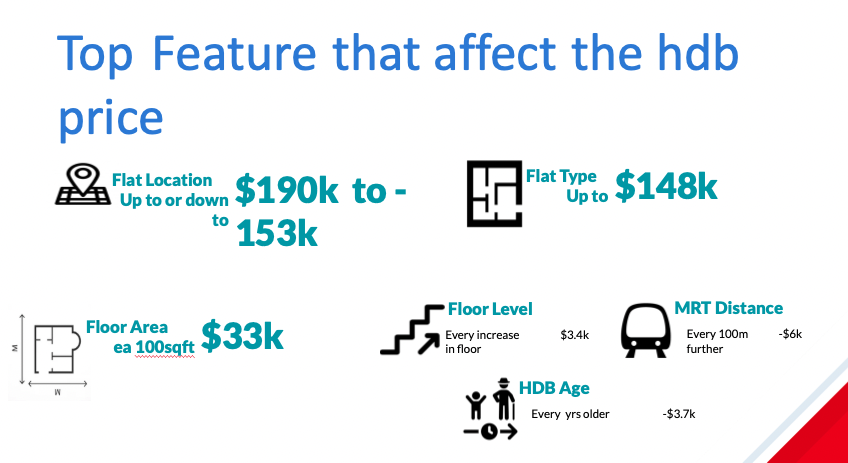 Top Feature that affect the hdb
price
Flat Location
Up to or down
to
$190k to -
153k
Flat Type
Up to
$148k
Floor Area
ea 100sqft
$33k
M
M
Floor Level
Every increase
in floor
$3.4k
MRT Distance
Every 100m
further
-$6k
HDB Age
Every yrs older
-$3.7k